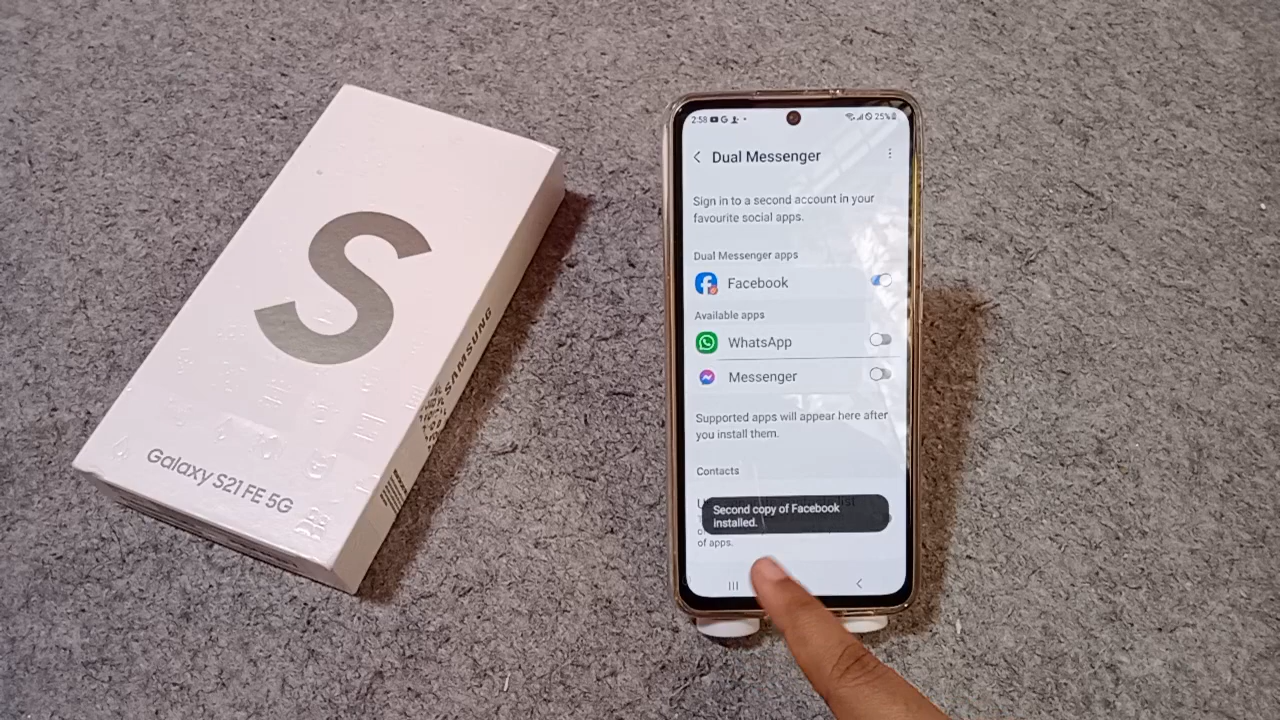 S
SAMSUNG
Galaxy S21 FE 5G
2:58
25%
Dual Messenger
Sign in to a second account in your
favourite social apps.
Dual Messenger apps
Facebook
Available apps
WhatsApp
Messenger
Supported apps will appear here after
you install them.
Contacts
Second copy of Facebook
installed.
of apps.